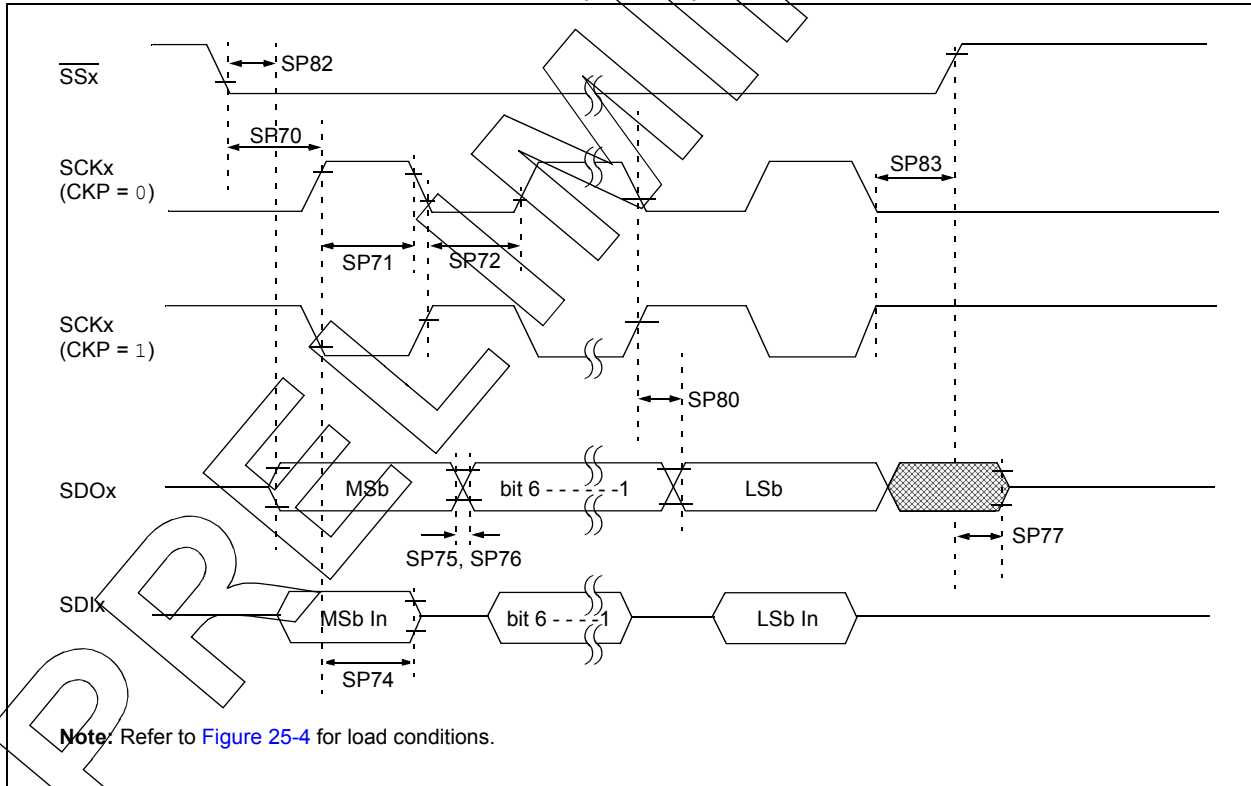 SSx
SP82
SP70
SCKx
(CKP = 0)
SP83
SP71
SP72
SCKx
(CKP = 1)
SP80
SDOx
MSb
bit 6 - - - - - -1
LSb
SP77
SP75, SP76
SDIx
MSb In
bit 6 - - - -1
LSb In
SP74
Note: Refer to Figure 25-4 for load conditions.